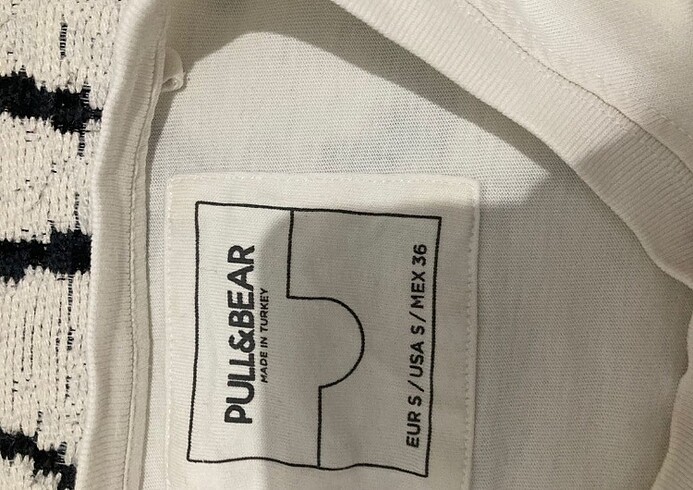 PULL&BEAR
MADE IN TURKEY
EUR S / USA S / MEX 36